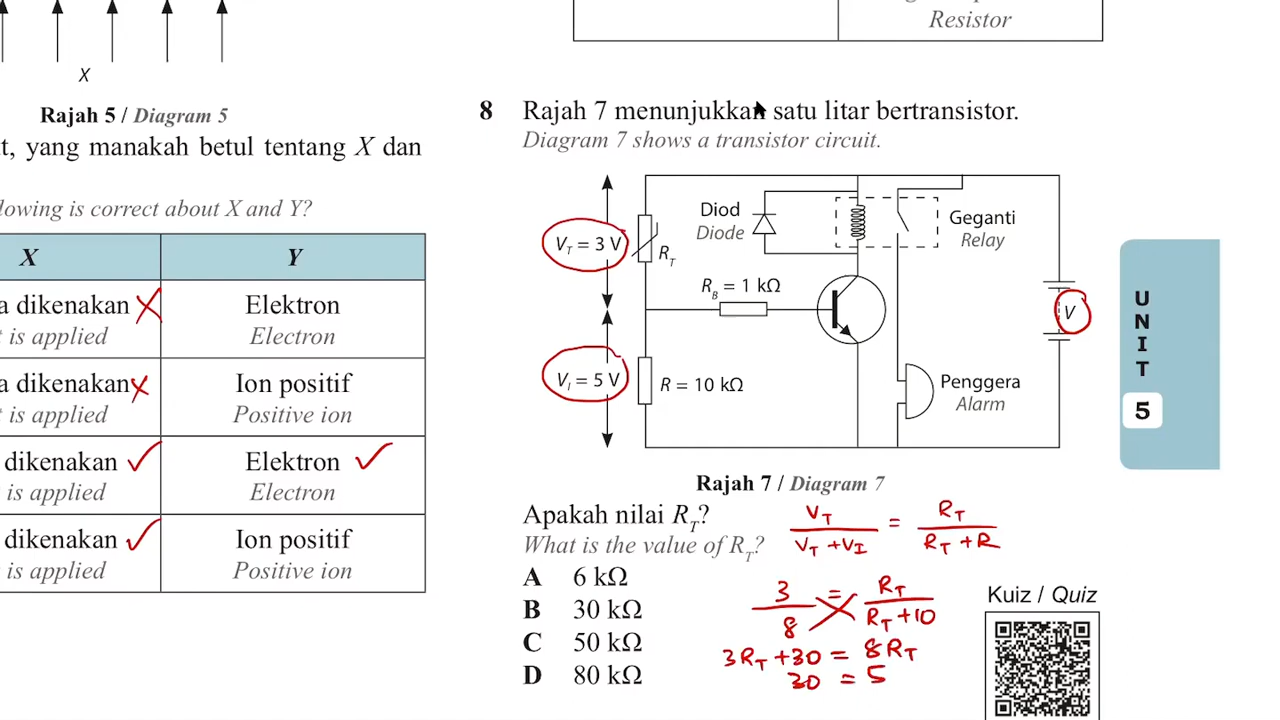 X
Rajah 5 / Diagram 5
t, yang manakah betul tentang X dan
lowing is correct about X and Y?
X Y
a dikenakan Elektron
t is applied Electron
a dikenakan Ion positif
t is applied Positive ion
dikenakan Elektron
is applied Electron
dikenakan Ion positif
is applied Positive ion
Resistor
8 Rajah 7 menunjukkan satu litar bertransistor.
Diagram 7 shows a transistor circuit.
V_T = 3 V
R_T
Diod
Diode
Geganti
Relay
R_B = 1 kΩ
V
V_I = 5 V
R = 10 kΩ
Penggera
Alarm
Rajah 7 / Diagram 7
Apakah nilai R_T?
What is the value of R_T?
A 6 kΩ
B 30 kΩ
C 50 kΩ
D 80 kΩ
V_T / (V_T + V_I) = R_T / (R_T + R)
3 / 8 = R_T / (R_T + 10)
3R_T + 30 = 8R_T
30 = 5
Kuiz / Quiz
UNIT
5